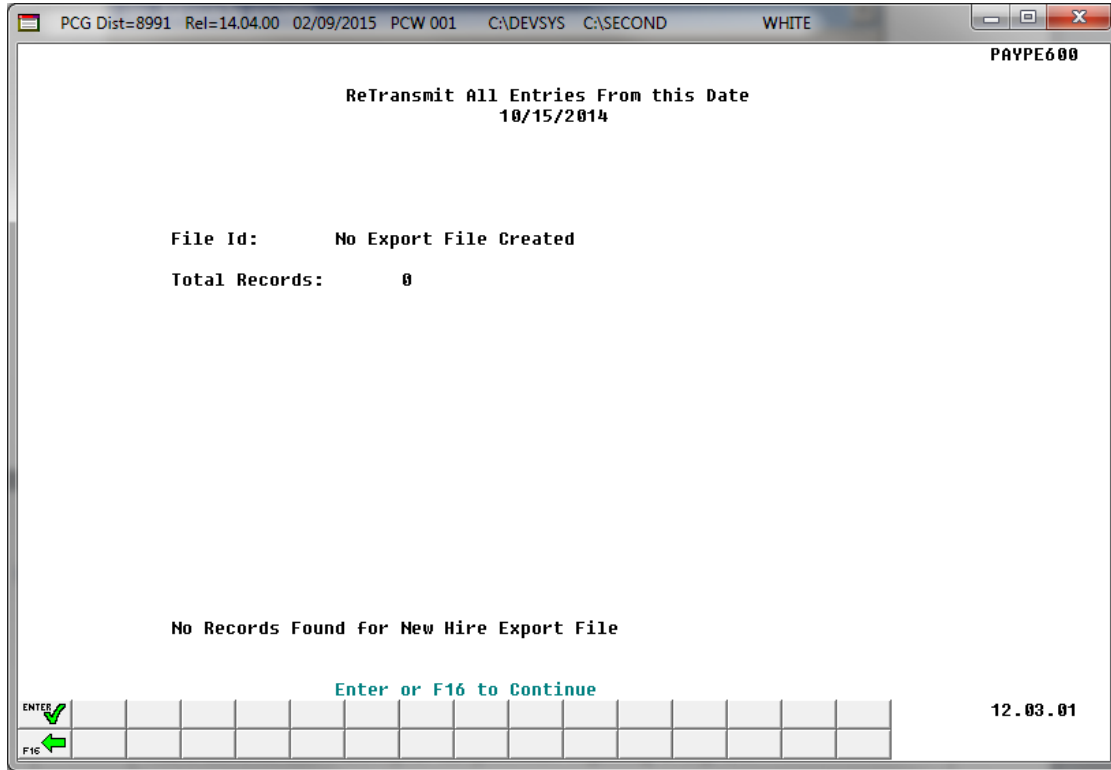 PCG Dist=8991 Rel=14.04.00 02/09/2015 PCW 001 C:\DEVSYS C:\SECOND WHITE
PAYPE600
ReTransmit All Entries From this Date
10/15/2014
File Id: No Export File Created
Total Records: 0
No Records Found for New Hire Export File
Enter or F16 to Continue
ENTER
12.03.01
F16